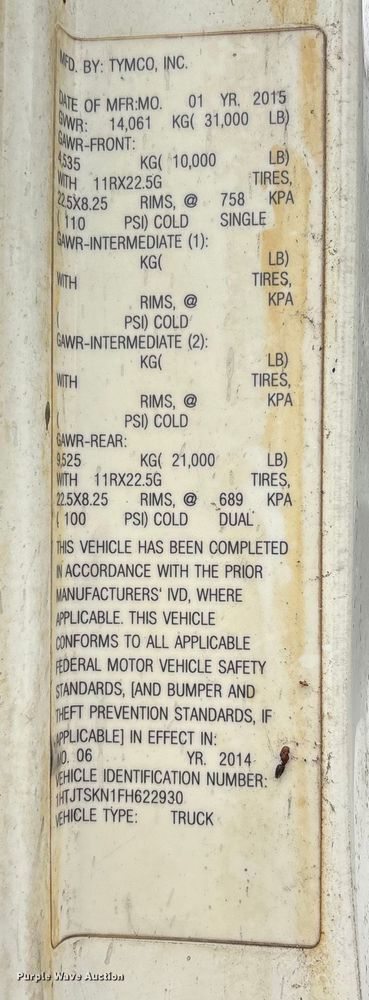 MFD. BY: TYMCO, INC.
DATE OF MFR:MO. 01 YR. 2015
GVWR: 14,061 KG( 31,000 LB)
GAWR-FRONT:
4,535 KG( 10,000 LB)
WITH 11RX22.5G TIRES,
22.5X8.25 RIMS, @ 758 KPA
( 110 PSI) COLD SINGLE
GAWR-INTERMEDIATE (1):
KG( LB)
WITH TIRES,
RIMS, @ KPA
( PSI) COLD
GAWR-INTERMEDIATE (2):
KG( LB)
WITH TIRES,
RIMS, @ KPA
( PSI) COLD
GAWR-REAR:
9,525 KG( 21,000 LB)
WITH 11RX22.5G TIRES,
22.5X8.25 RIMS, @ 689 KPA
( 100 PSI) COLD DUAL
THIS VEHICLE HAS BEEN COMPLETED
IN ACCORDANCE WITH THE PRIOR
MANUFACTURERS' IVD, WHERE
APPLICABLE. THIS VEHICLE
CONFORMS TO ALL APPLICABLE
FEDERAL MOTOR VEHICLE SAFETY
STANDARDS, [AND BUMPER AND
THEFT PREVENTION STANDARDS, IF
APPLICABLE] IN EFFECT IN:
MO. 06 YR. 2014
VEHICLE IDENTIFICATION NUMBER:
1HTJTSKN1FH622930
VEHICLE TYPE: TRUCK
Purple Wave Auction